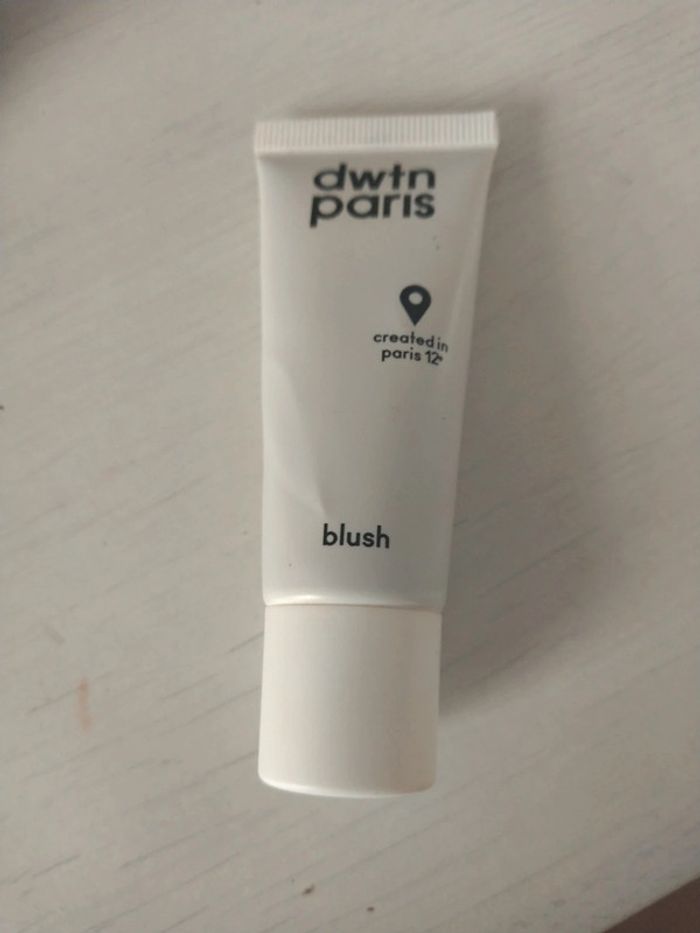 dwtn
paris
created in
paris 12e
blush